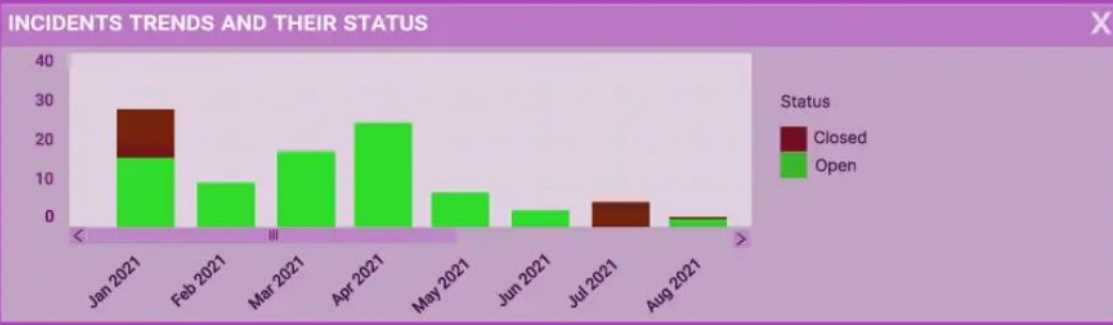 INCIDENTS TRENDS AND THEIR STATUS
X
40
30
20
10
0
Status
Closed
Open
Jan 2021
Feb 2021
Mar 2021
Apr 2021
May 2021
Jun 2021
Jul 2021
Aug 2021